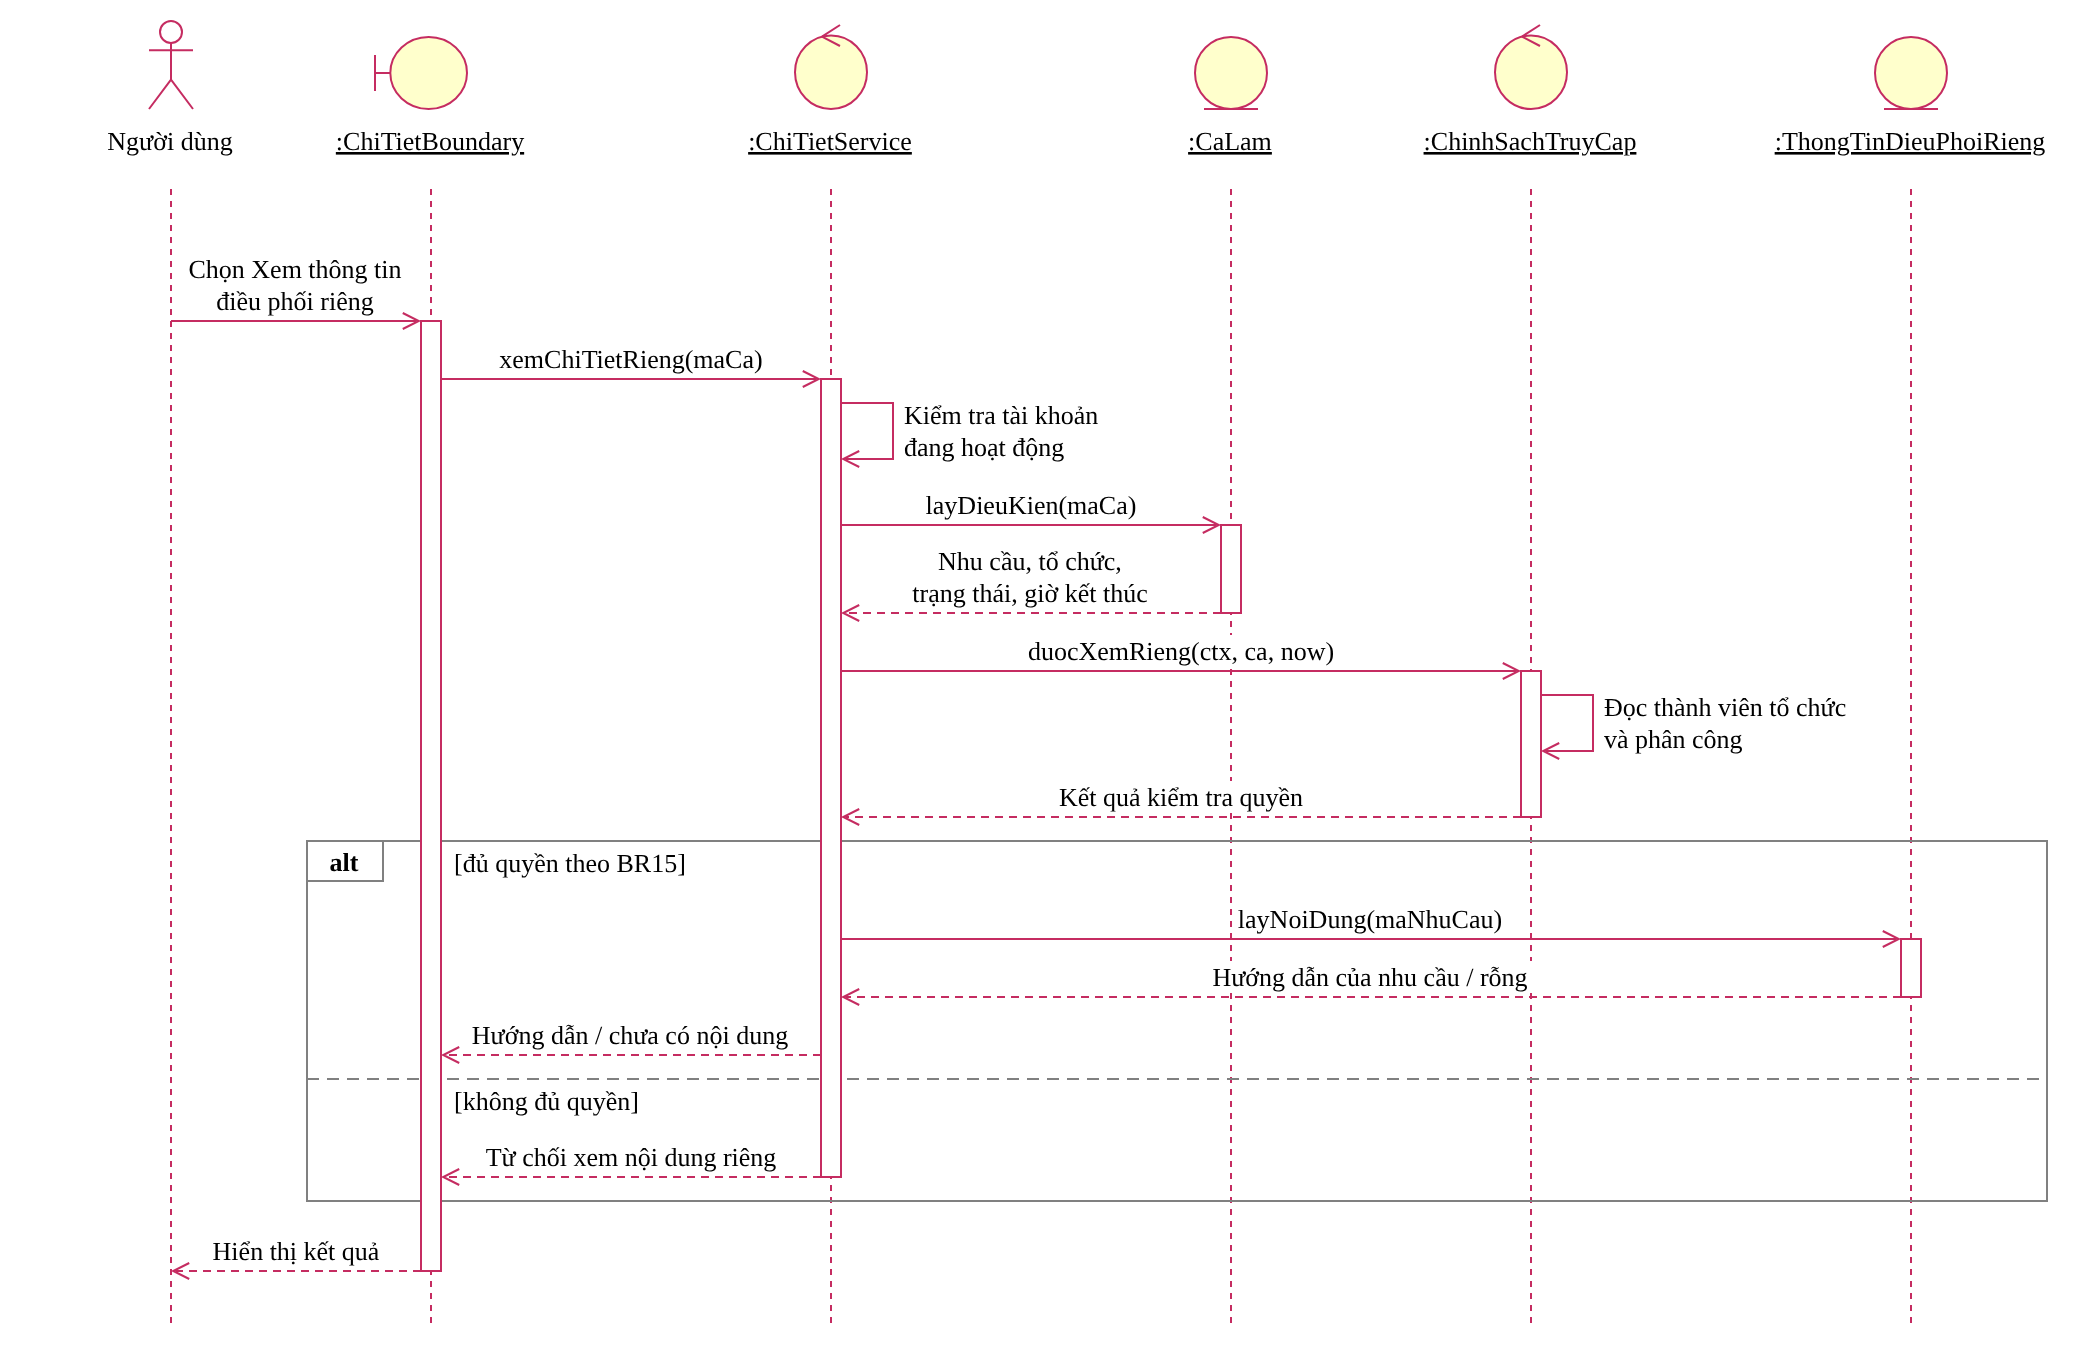 Người dùng
:ChiTietBoundary
:ChiTietService
:CaLam
:ChinhSachTruyCap
:ThongTinDieuPhoiRieng
Chọn Xem thông tin
điều phối riêng
xemChiTietRieng(maCa)
Kiểm tra tài khoản
đang hoạt động
layDieuKien(maCa)
Nhu cầu, tổ chức,
trạng thái, giờ kết thúc
duocXemRieng(ctx, ca, now)
Đọc thành viên tổ chức
và phân công
Kết quả kiểm tra quyền
alt
[đủ quyền theo BR15]
layNoiDung(maNhuCau)
Hướng dẫn của nhu cầu / rỗng
Hướng dẫn / chưa có nội dung
[không đủ quyền]
Từ chối xem nội dung riêng
Hiển thị kết quả